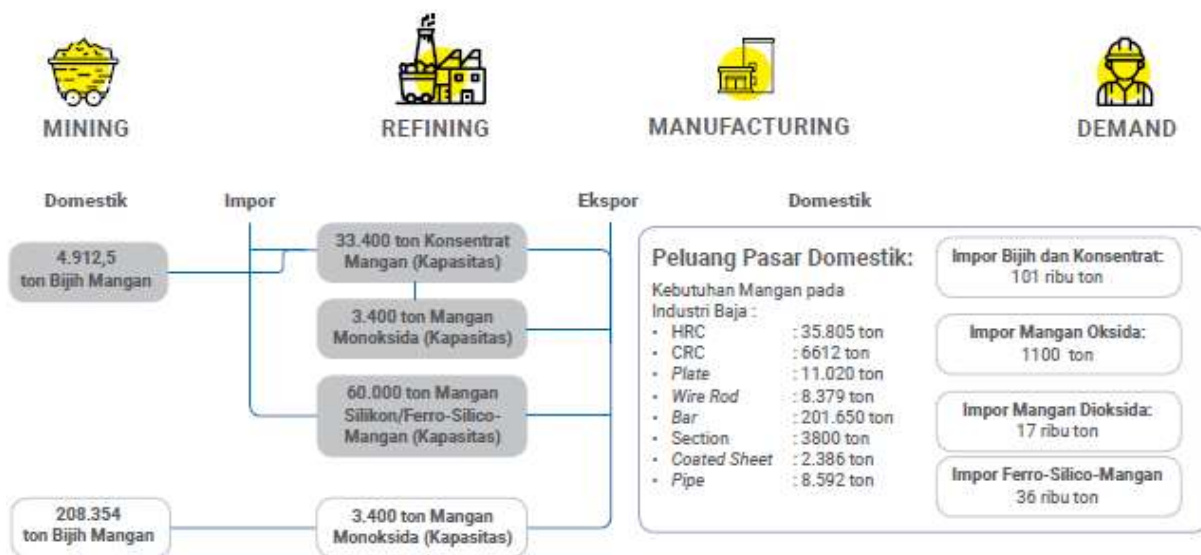 MINING
REFINING
MANUFACTURING
DEMAND
Domestik
Impor
Ekspor
Domestik
4.912,5
ton Bijih Mangan
33.400 ton Konsentrat
Mangan (Kapasitas)
3.400 ton Mangan
Monoksida (Kapasitas)
60.000 ton Mangan
Silikon/Ferro-Silico-
Mangan (Kapasitas)
208.354
ton Bijih Mangan
3.400 ton Mangan
Monoksida (Kapasitas)
Peluang Pasar Domestik:
Kebutuhan Mangan pada
Industri Baja :
• HRC : 35.805 ton
• CRC : 6612 ton
• Plate : 11.020 ton
• Wire Rod : 8.379 ton
• Bar : 201.650 ton
• Section : 3800 ton
• Coated Sheet : 2.386 ton
• Pipe : 8.592 ton
Impor Bijih dan Konsentrat:
101 ribu ton
Impor Mangan Oksida:
1100 ton
Impor Mangan Dioksida:
17 ribu ton
Impor Ferro-Silico-Mangan
36 ribu ton